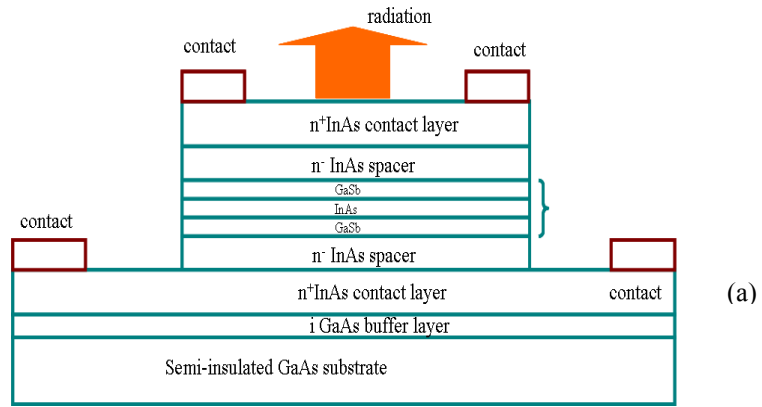 radiation
contact
contact
n+InAs contact layer
n- InAs spacer
GaSb
InAs
GaSb
contact
n- InAs spacer
n+InAs contact layer
contact
(a)
i GaAs buffer layer
Semi-insulated GaAs substrate